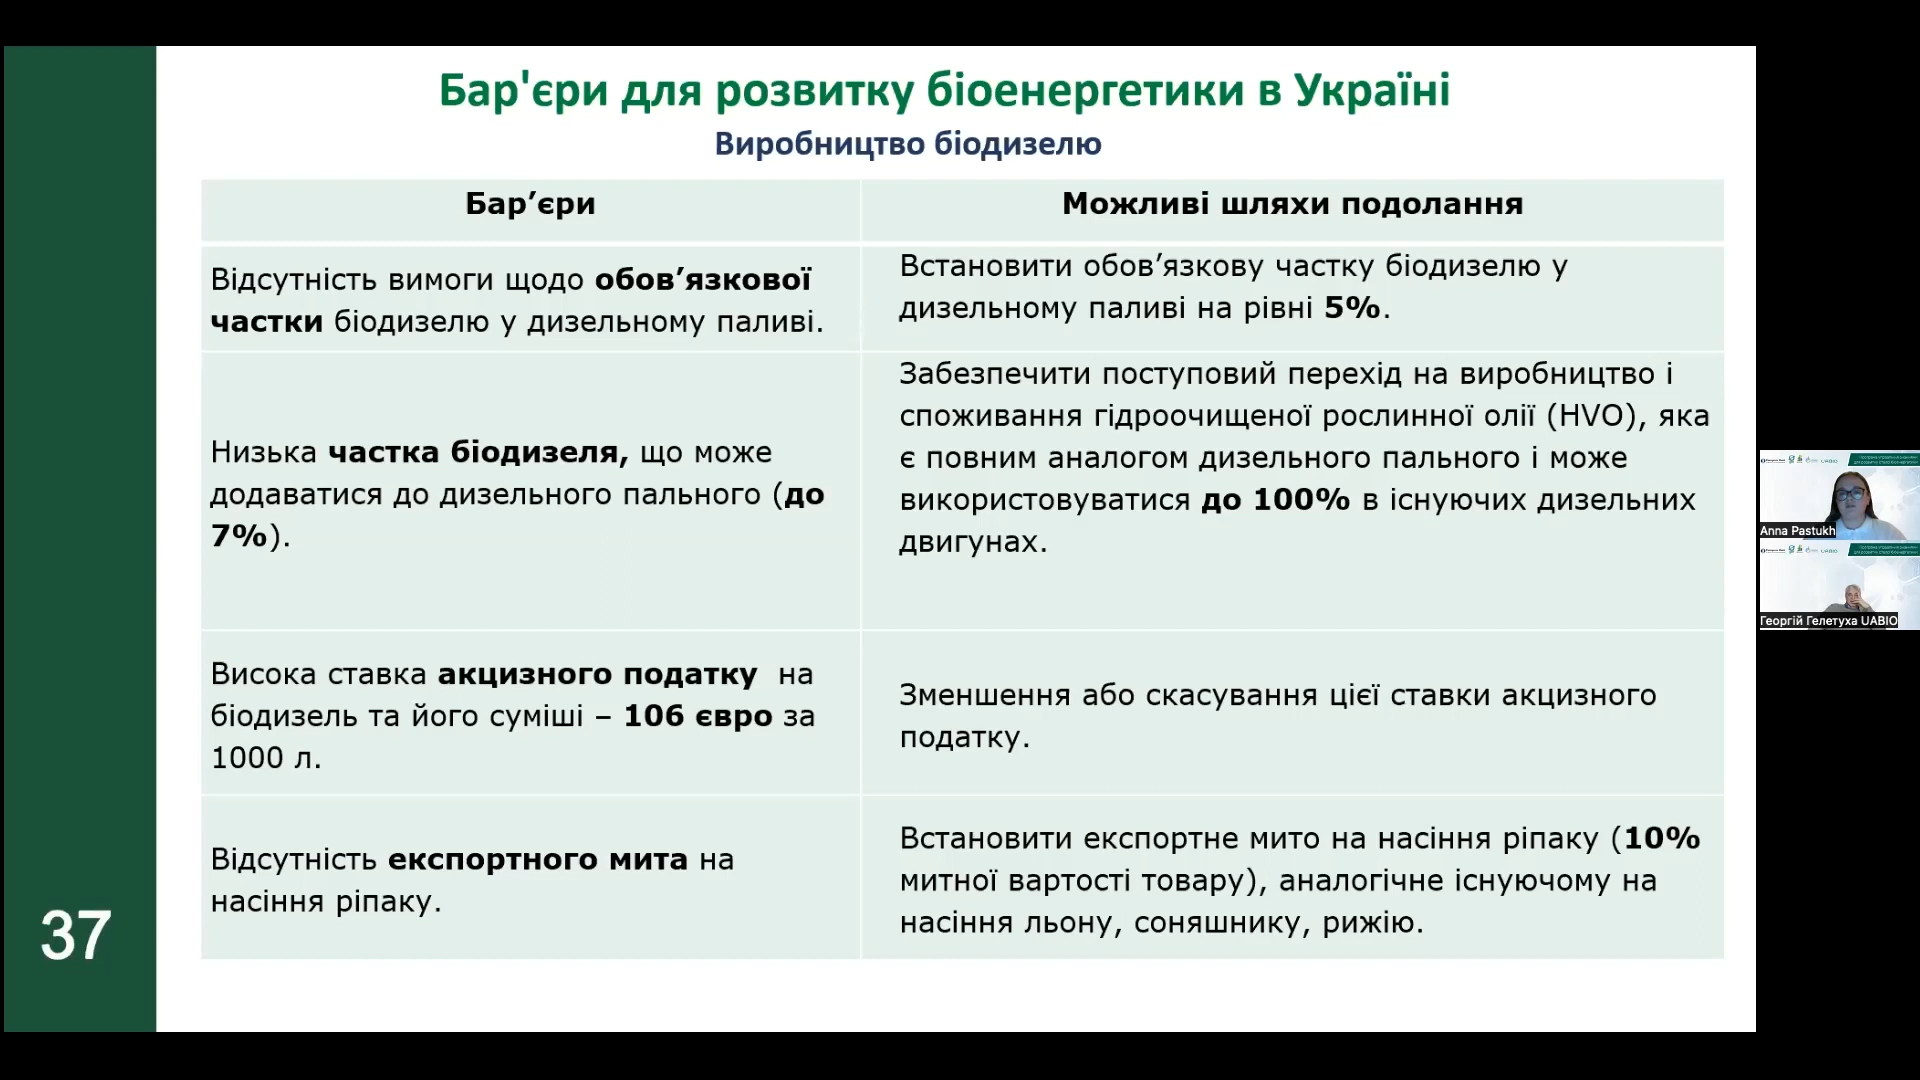 Бар'єри для розвитку біоенергетики в Україні
Виробництво біодизелю
Бар’єри
Можливі шляхи подолання
Відсутність вимоги щодо обов’язкової
частки біодизелю у дизельному паливі.
Встановити обов’язкову частку біодизелю у
дизельному паливі на рівні 5%.
Низька частка біодизеля, що може
додаватися до дизельного пального (до
7%).
Забезпечити поступовий перехід на виробництво і
споживання гідроочищеної рослинної олії (HVO), яка
є повним аналогом дизельного пального і може
використовуватися до 100% в існуючих дизельних
двигунах.
Висока ставка акцизного податку на
біодизель та його суміші – 106 євро за
1000 л.
Зменшення або скасування цієї ставки акцизного
податку.
Відсутність експортного мита на
насіння ріпаку.
Встановити експортне мито на насіння ріпаку (10%
митної вартості товару), аналогічне існуючому на
насіння льону, соняшнику, рижію.
37
Anna Pastukh
Георгій Гелетуха UABIO